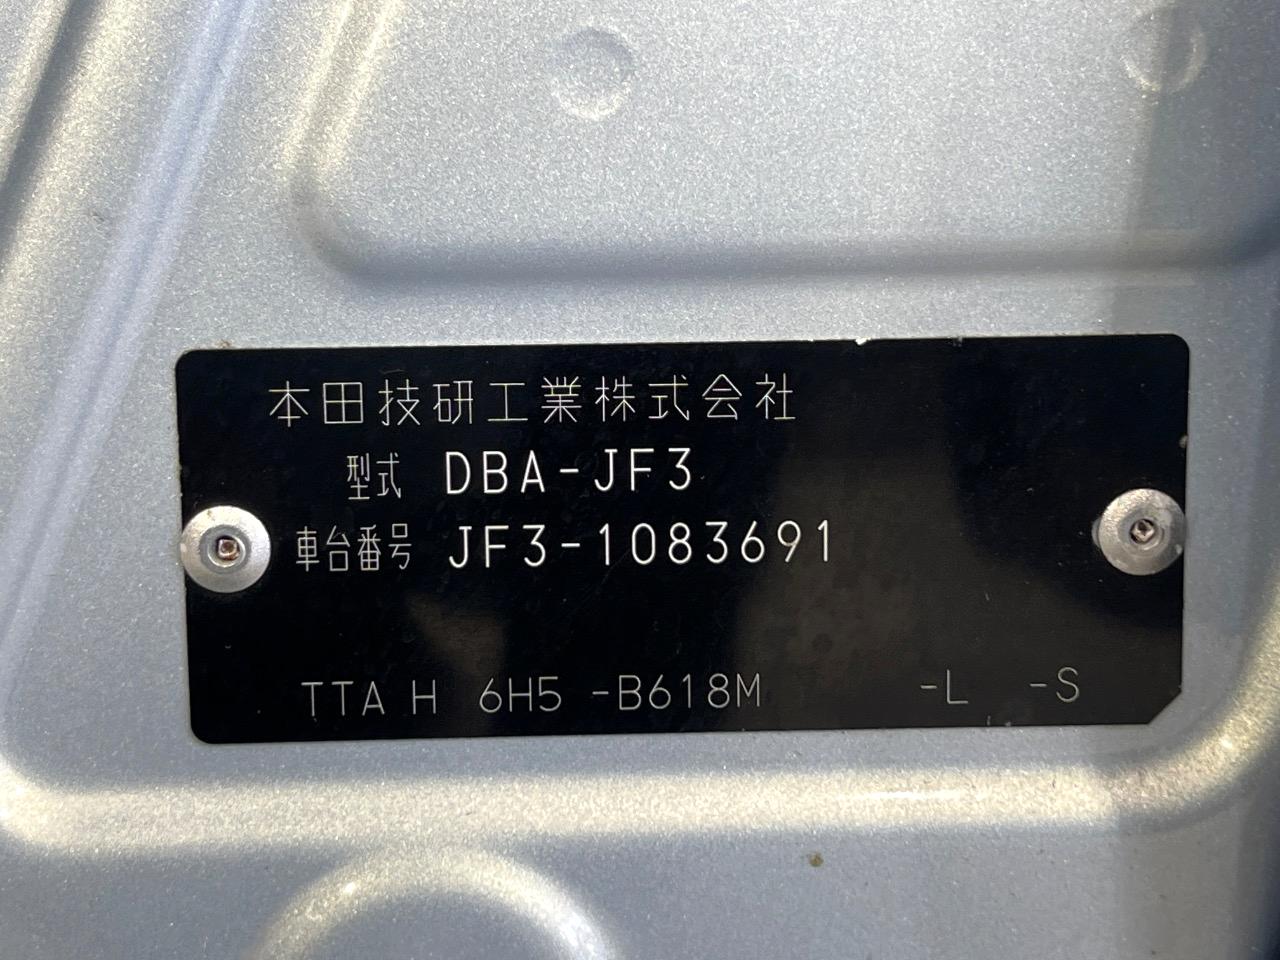 本田技研工業株式会社
型式 DBA-JF3
車台番号 JF3-1083691
TTA H 6H5 -B618M -L -S